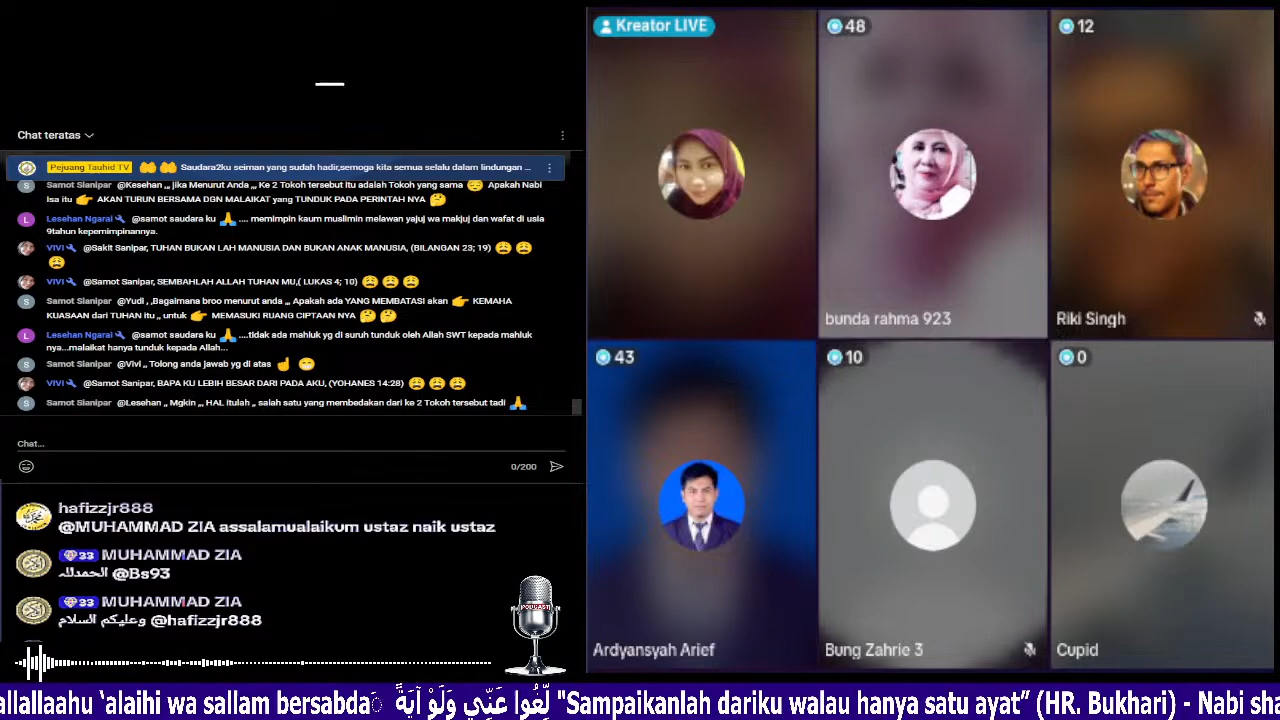 Chat teratas
Pejuang Tauhid TV 🤲 🤲 Saudara2ku seiman yang sudah hadir,semoga kita semua selalu dalam lindungan ...
Samot Sianipar @Kesehan ,,, jika Menurut Anda ,,, Ke 2 Tokoh tersebut itu adalah Tokoh yang sama 😔 Apakah Nabi
Isa itu 👉 AKAN TURUN BERSAMA DGN MALAIKAT yang TUNDUK PADA PERINTAH NYA 🤔
L Lesehan Ngarai @samot saudara ku 🙏 .... memimpin kaum muslimin melawan yajuj wa makjuj dan wafat di usia
9tahun kepemimpinannya.
VIVI @Sakit Sanipar, TUHAN BUKAN LAH MANUSIA DAN BUKAN ANAK MANUSIA, (BILANGAN 23; 19) 😩 😩
😩
VIVI @Samot Sanipar, SEMBAHLAH ALLAH TUHAN MU,( LUKAS 4; 10) 😩 😩 😩
S Samot Sianipar @Yudi , ,Bagaimana broo menurut anda ,,, Apakah ada YANG MEMBATASI akan 👉 KEMAHA
KUASAAN dari TUHAN itu ,, untuk 👉 MEMASUKI RUANG CIPTAAN NYA 🤔 🤔
L Lesehan Ngarai @samot saudara ku 🙏 ....tidak ada mahluk yg di suruh tunduk oleh Allah SWT kepada mahluk
nya...malaikat hanya tunduk kepada Allah...
S Samot Sianipar @Vivi ,, Tolong anda jawab yg di atas ☝ 😁
VIVI @Samot Sanipar, BAPA KU LEBIH BESAR DARI PADA AKU, (YOHANES 14:28) 😩 😩 😩
S Samot Sianipar @Lesehan ,, Mgkin ,,, HAL itulah ,, salah satu yang membedakan dari ke 2 Tokoh tersebut tadi 🙏
Chat...
0/200
hafizzjr888
@MUHAMMAD ZIA assalamualaikum ustaz naik ustaz
33 MUHAMMAD ZIA
الحمدلله @Bs93
33 MUHAMMAD ZIA
وعليكم السلام @hafizzjr888
PODCAST
Kreator LIVE
48
12
bunda rahma 923
Riki Singh
43
10
0
Ardyansyah Arief
Bung Zahrie 3
Cupid
allallaahu ‘alaihi wa sallam bersabda لِّغُوا عَنِّي وَلَوْ آيَةً "Sampaikanlah dariku walau hanya satu ayat” (HR. Bukhari) - Nabi sha